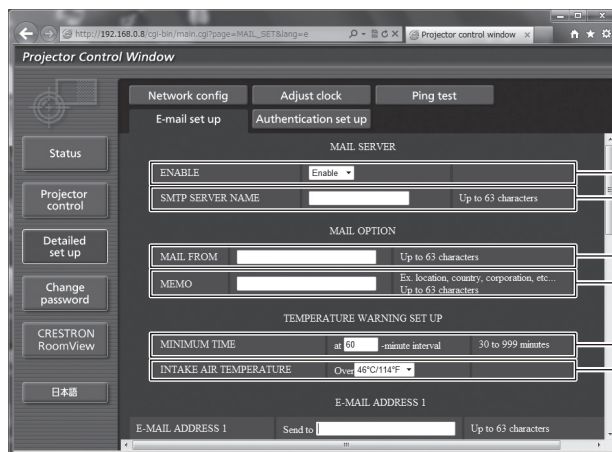 http://192.168.0.8/cgi-bin/main.cgi?page=MAIL_SET&lang=e
Projector control window
Projector Control Window
Network config
Adjust clock
Ping test
E-mail set up
Authentication set up
Status
Projector control
Detailed set up
Change password
CRESTRON RoomView
日本語
MAIL SERVER
ENABLE Enable
SMTP SERVER NAME Up to 63 characters
MAIL OPTION
MAIL FROM Up to 63 characters
MEMO Ex. location, country, corporation, etc...
Up to 63 characters
TEMPERATURE WARNING SET UP
MINIMUM TIME at 60 -minute interval 30 to 999 minutes
INTAKE AIR TEMPERATURE Over 46°C/114°F
E-MAIL ADDRESS 1
E-MAIL ADDRESS 1 Send to Up to 63 characters